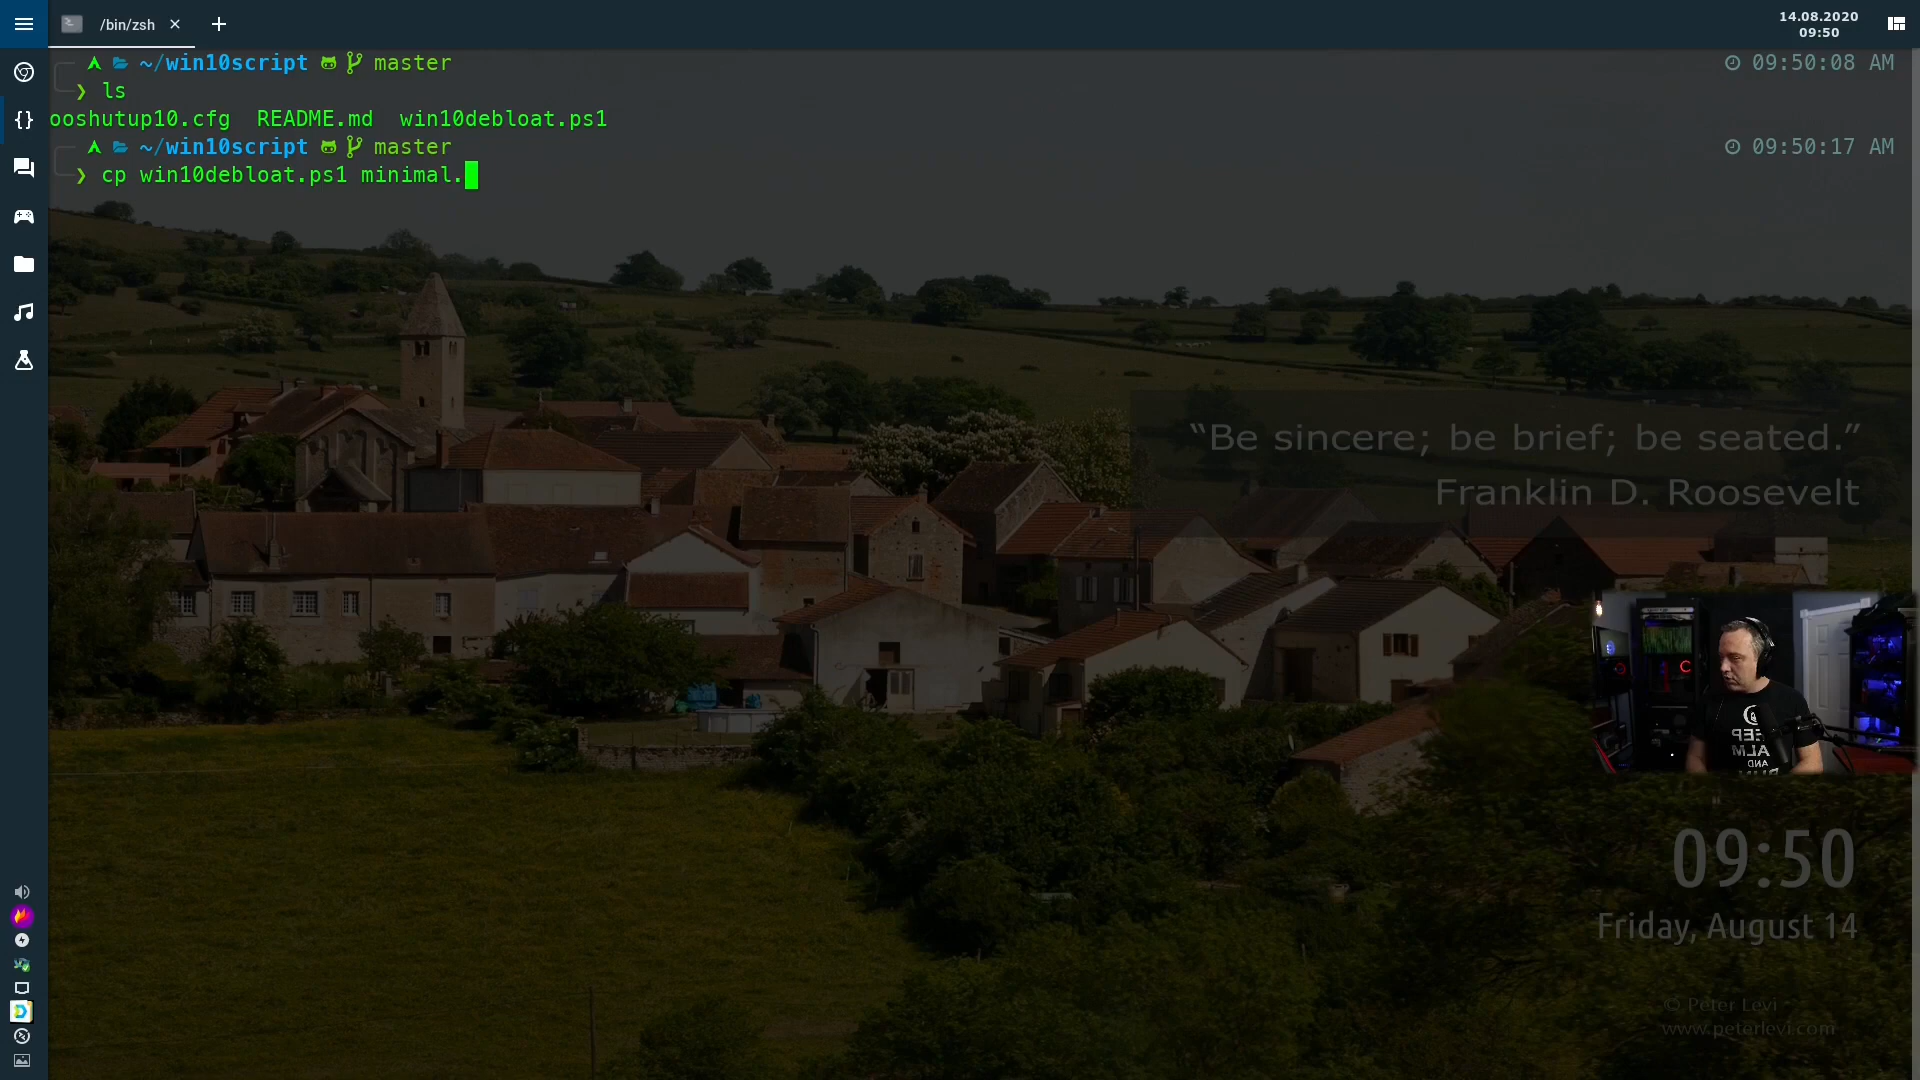 /bin/zsh
14.08.2020
09:50
~/win10script master 09:50:08 AM
❯ ls
ooshutup10.cfg README.md win10debloat.ps1
~/win10script master 09:50:17 AM
❯ cp win10debloat.ps1 minimal.
“Be sincere; be brief; be seated.”
Franklin D. Roosevelt
09:50
Friday, August 14
© Peter Levi
www.peterlevi.com